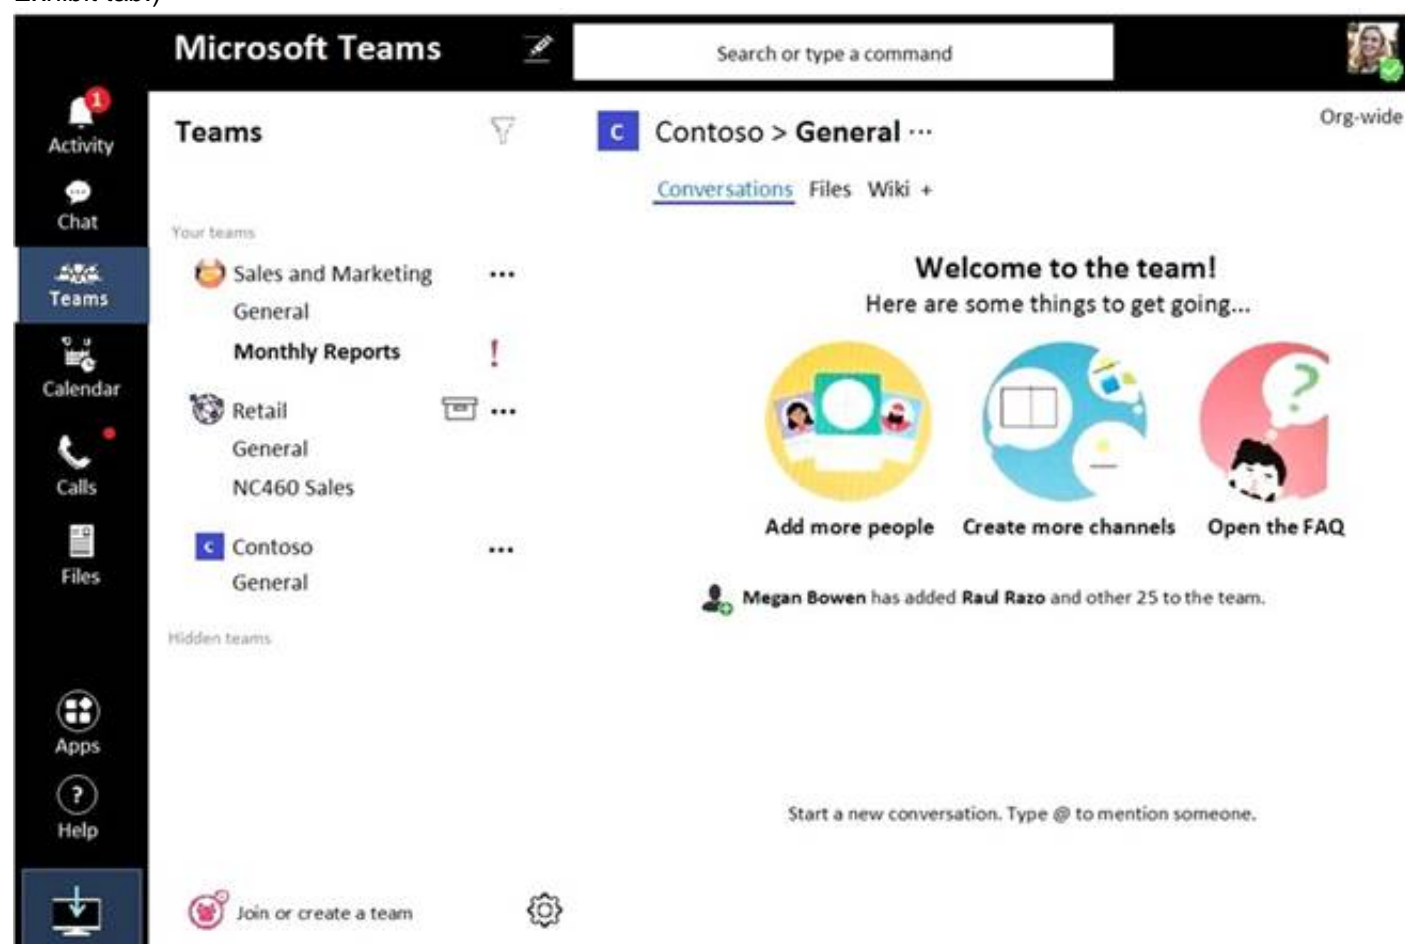 Exhibit tab.)
Microsoft Teams
Search or type a command
1
Activity
Chat
Teams
Calendar
Calls
Files
Apps
Help
Teams
Your teams
Sales and Marketing ...
General
Monthly Reports !
Retail ...
General
NC460 Sales
C Contoso ...
General
Hidden teams
Join or create a team
C Contoso > General ...
Org-wide
Conversations Files Wiki +
Welcome to the team!
Here are some things to get going...
?
Add more people Create more channels Open the FAQ
Megan Bowen has added Raul Razo and other 25 to the team.
Start a new conversation. Type @ to mention someone.